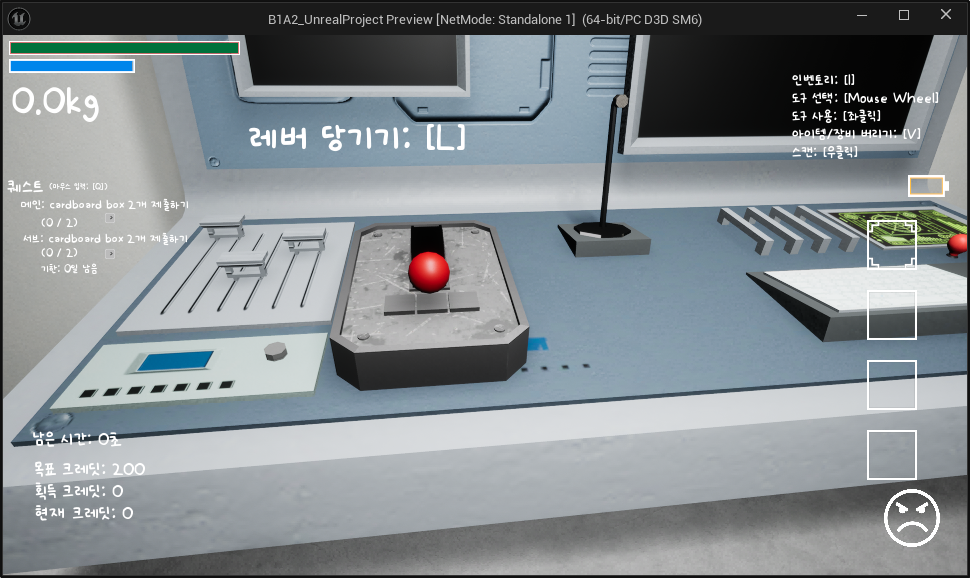 B1A2_UnrealProject Preview [NetMode: Standalone 1] (64-bit/PC D3D SM6)
0.0kg
레버 당기기: [L]
인벤토리: [I]
도구 선택: [Mouse Wheel]
도구 사용: [좌클릭]
아이템/장비 버리기: [V]
스캔: [우클릭]
퀘스트 (마우스 입력: [Q])
메인: cardboard box 2개 제출하기
(0 / 2)
서브: cardboard box 2개 제출하기
(0 / 2)
기한: 0일 남음
남은 시간: 0초
목표 크레딧: 200
획득 크레딧: 0
현재 크레딧: 0